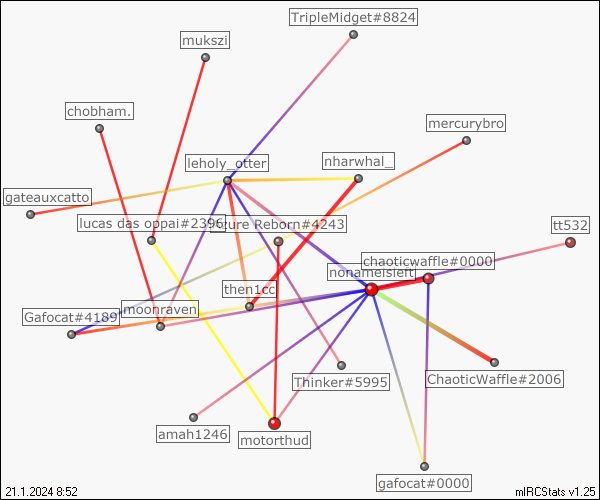 TripleMidget#8824
mukszi
chobham.
mercurybro
leholy_otter
nharwhal_
gateauxcatto
lucas das oppai#2396
ure Reborn#4243
tt532
chaoticwaffle#0000
nonameisleft
then1cc
moonraven
Gafocat#4189
Thinker#5995
ChaoticWaffle#2006
amah1246
motorthud
gafocat#0000
21.1.2024 8:52
mIRCStats v1.25